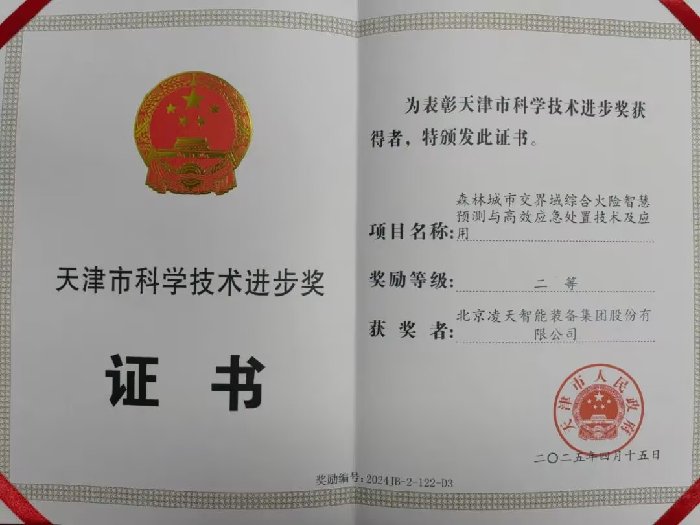 天津市科学技术进步奖
证 书
为表彰天津市科学技术进步奖获
得者，特颁发此证书。
森林城市交界域综合火险智慧
预测与高效应急处置技术及应
项目名称: 用
奖励等级: 二 等
获 奖 者: 北京凌天智能装备集团股份有
限公司
天津市人民政府
二〇二五年四月十五日
奖励编号: 2024JB-2-122-D3